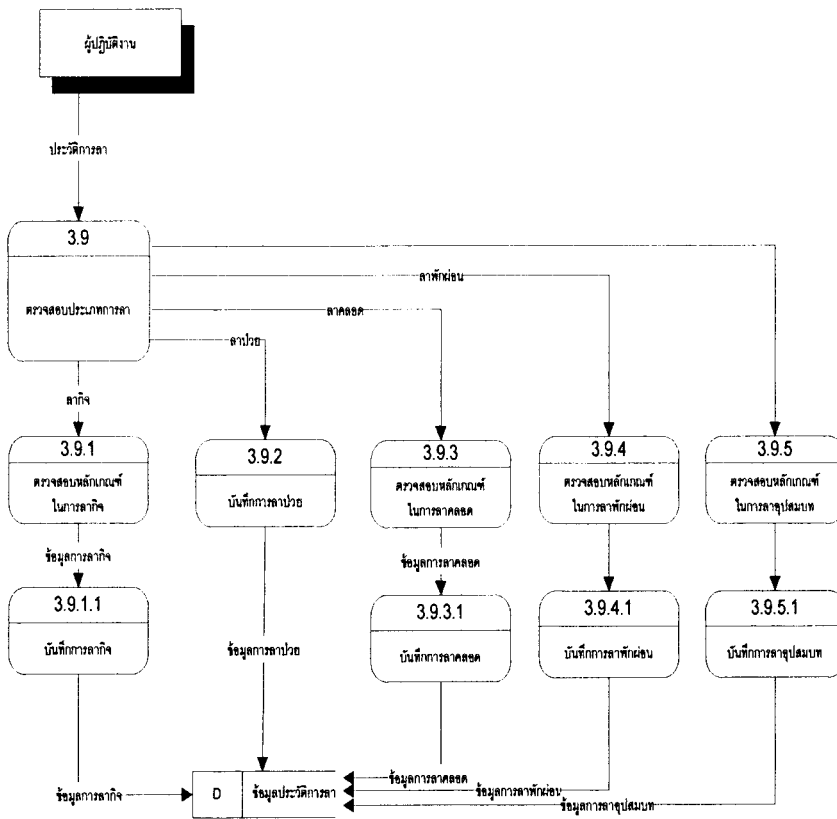 ผู้ปฏิบัติงาน
ประวัติการลา
3.9
ตรวจสอบประเภทการลา
ลาพักผ่อน
ลาคลอด
ลาป่วย
ลากิจ
3.9.1
ตรวจสอบหลักเกณฑ์
ในการลากิจ
3.9.2
บันทึกการลาป่วย
3.9.3
ตรวจสอบหลักเกณฑ์
ในการลาคลอด
3.9.4
ตรวจสอบหลักเกณฑ์
ในการลาพักผ่อน
3.9.5
ตรวจสอบหลักเกณฑ์
ในการลาอุปสมบท
ข้อมูลการลากิจ
ข้อมูลการลาคลอด
3.9.1.1
บันทึกการลากิจ
3.9.3.1
บันทึกการลาคลอด
3.9.4.1
บันทึกการลาพักผ่อน
3.9.5.1
บันทึกการลาอุปสมบท
ข้อมูลการลาป่วย
ข้อมูลการลากิจ
D
ข้อมูลประวัติการลา
ข้อมูลการลาคลอด
ข้อมูลการลาพักผ่อน
ข้อมูลการลาอุปสมบท